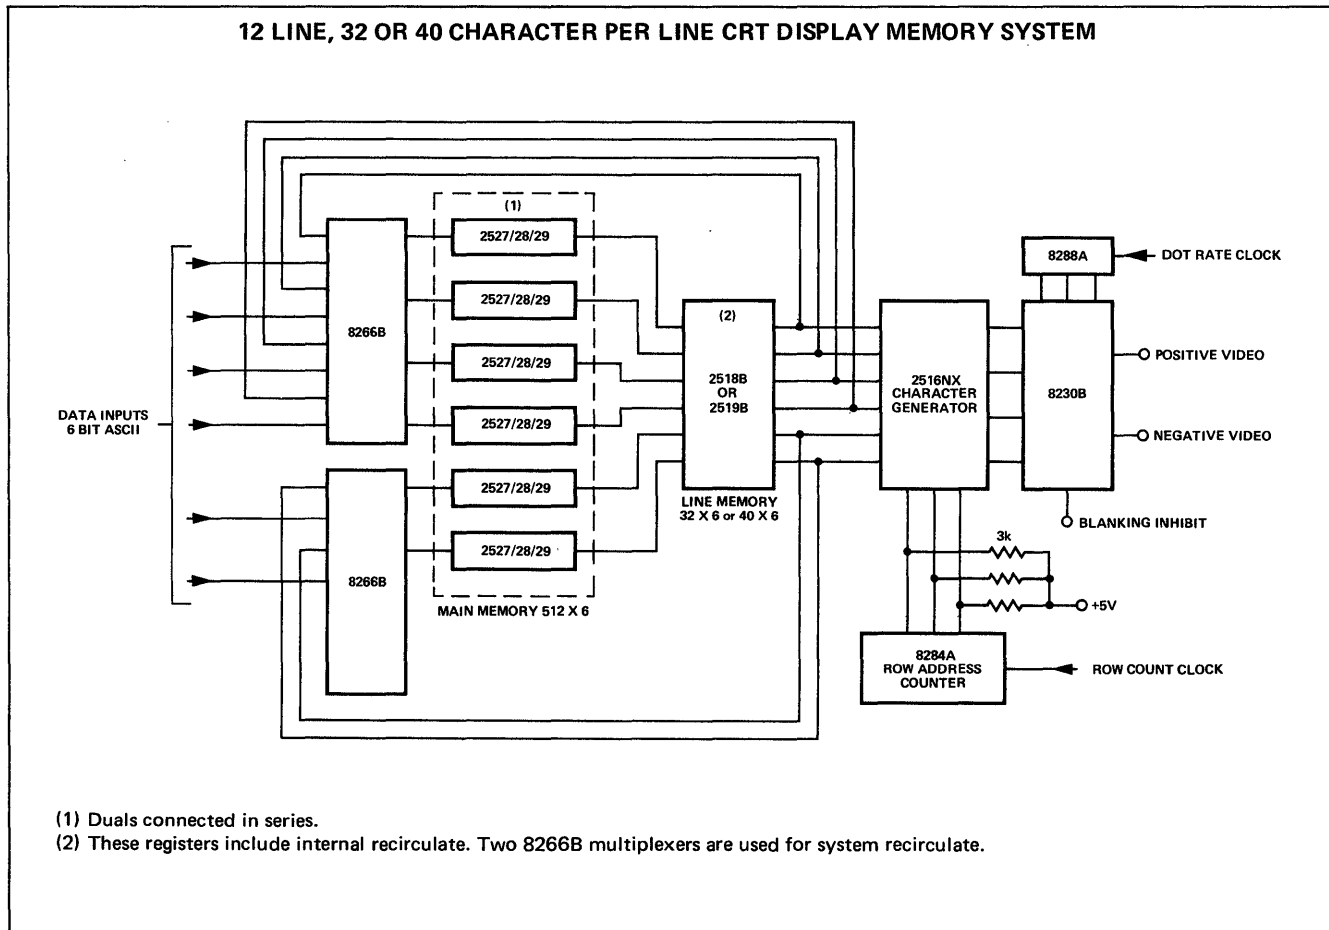 12 LINE, 32 OR 40 CHARACTER PER LINE CRT DISPLAY MEMORY SYSTEM
(1)
2527/28/29
2527/28/29
2527/28/29
2527/28/29
2527/28/29
2527/28/29
MAIN MEMORY 512 X 6
8266B
8266B
DATA INPUTS
6 BIT ASCII
(2)
2518B
OR
2519B
LINE MEMORY
32 X 6 or 40 X 6
2516NX
CHARACTER
GENERATOR
8288A
DOT RATE CLOCK
8230B
POSITIVE VIDEO
NEGATIVE VIDEO
BLANKING INHIBIT
3k
+5V
8284A
ROW ADDRESS
COUNTER
ROW COUNT CLOCK
(1) Duals connected in series.
(2) These registers include internal recirculate. Two 8266B multiplexers are used for system recirculate.